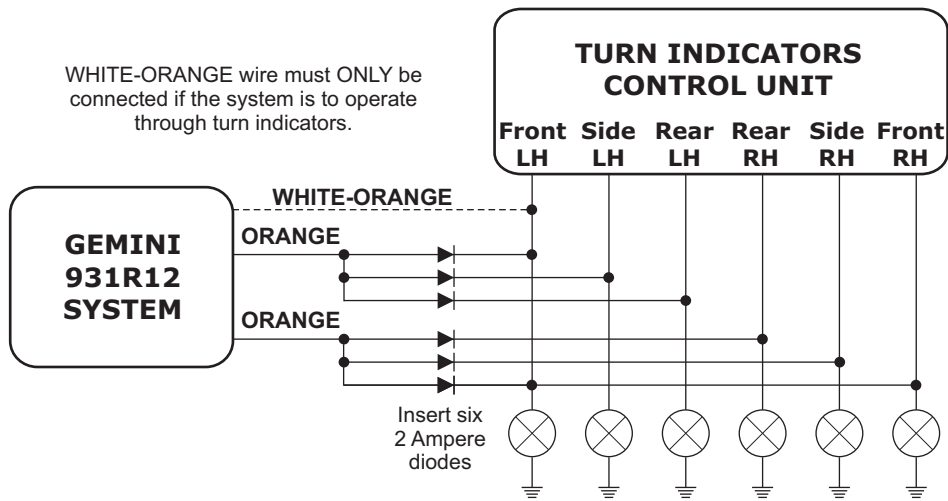 WHITE-ORANGE wire must ONLY be
connected if the system is to operate
through turn indicators.
TURN INDICATORS
CONTROL UNIT
Front Side Rear Rear Side Front
LH LH LH RH RH RH
WHITE-ORANGE
ORANGE
GEMINI
931R12
SYSTEM
ORANGE
Insert six
2 Ampere
diodes